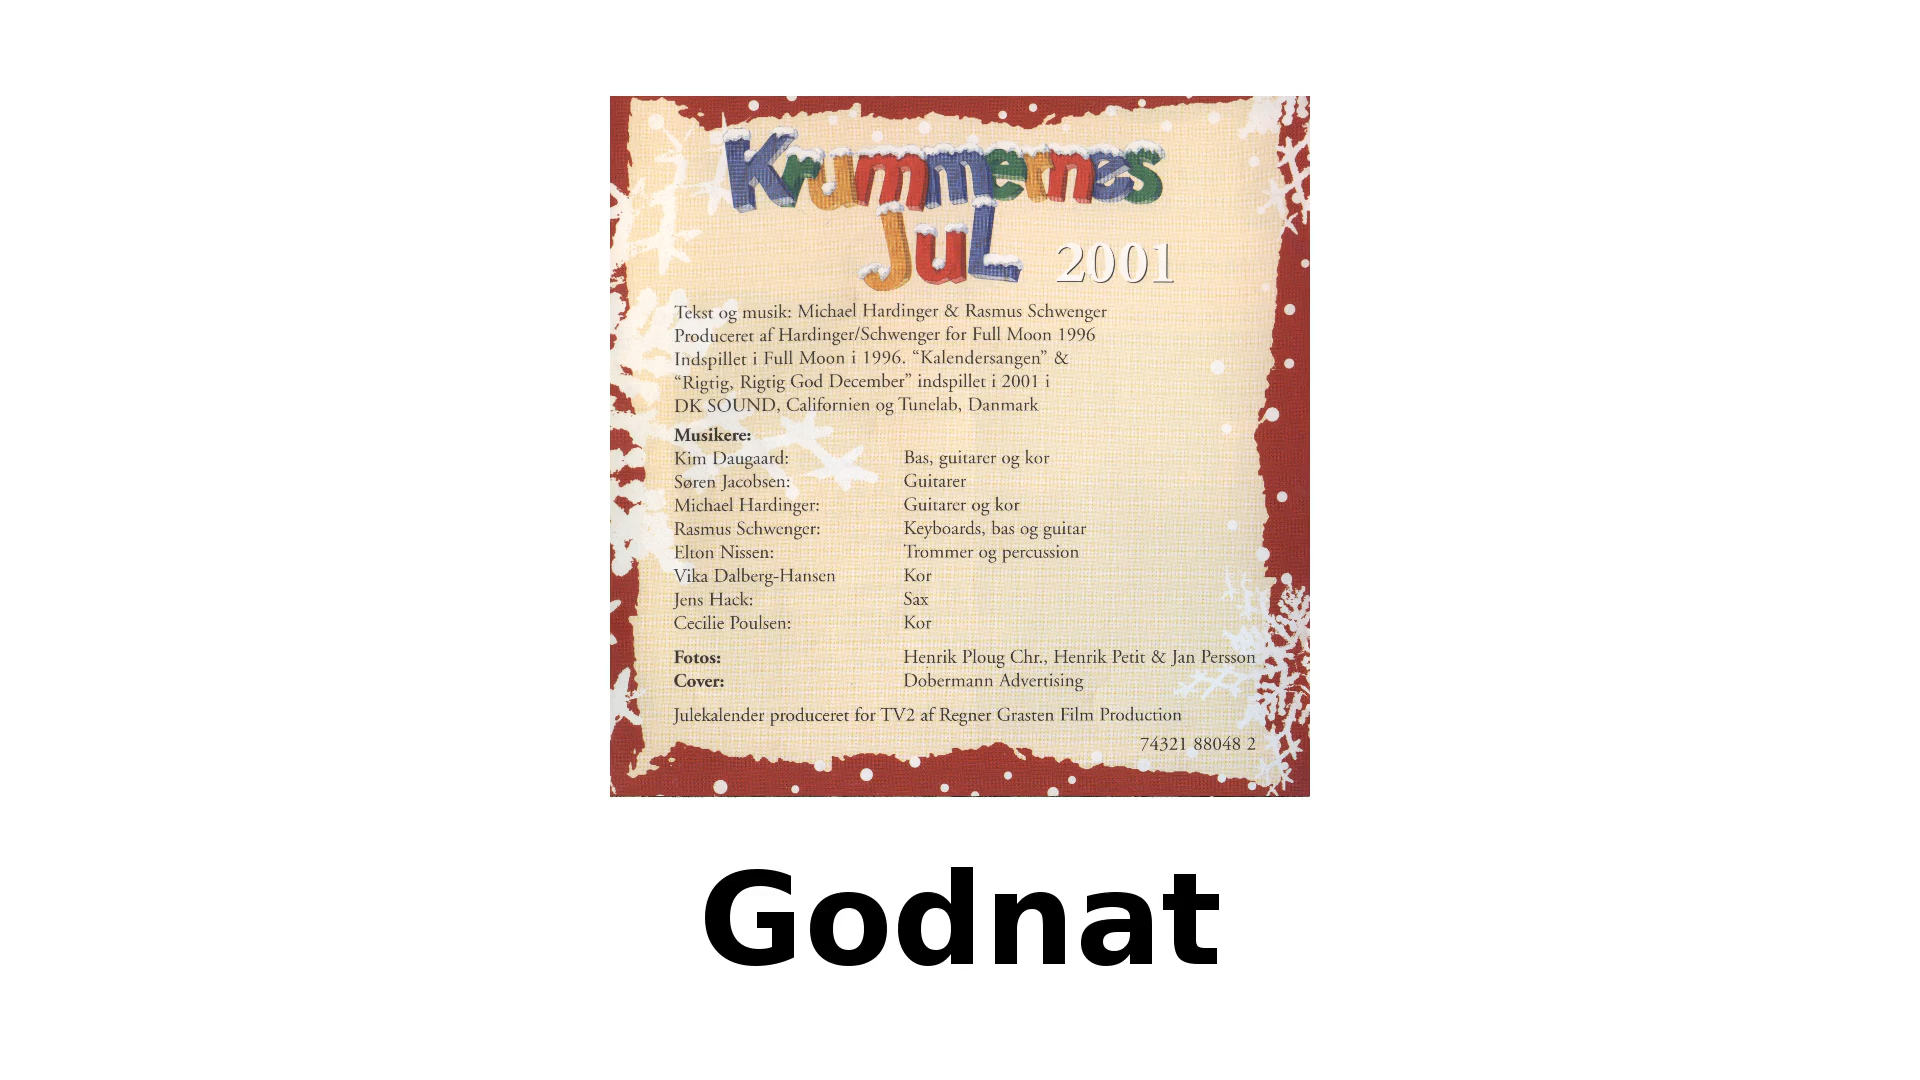 Krummernes
Jul 2001
Tekst og musik: Michael Hardinger & Rasmus Schwenger
Produceret af Hardinger/Schwenger for Full Moon 1996
Indspillet i Full Moon i 1996. “Kalendersangen” &
“Rigtig, Rigtig God December” indspillet i 2001 i
DK SOUND, Californien og Tunelab, Danmark
Musikere:
Kim Daugaard: Bas, guitarer og kor
Søren Jacobsen: Guitarer
Michael Hardinger: Guitarer og kor
Rasmus Schwenger: Keyboards, bas og guitar
Elton Nissen: Trommer og percussion
Vika Dalberg-Hansen Kor
Jens Hack: Sax
Cecilie Poulsen: Kor
Fotos: Henrik Ploug Chr., Henrik Petit & Jan Persson
Cover: Dobermann Advertising
Julekalender produceret for TV2 af Regner Grasten Film Production
74321 88048 2
Godnat